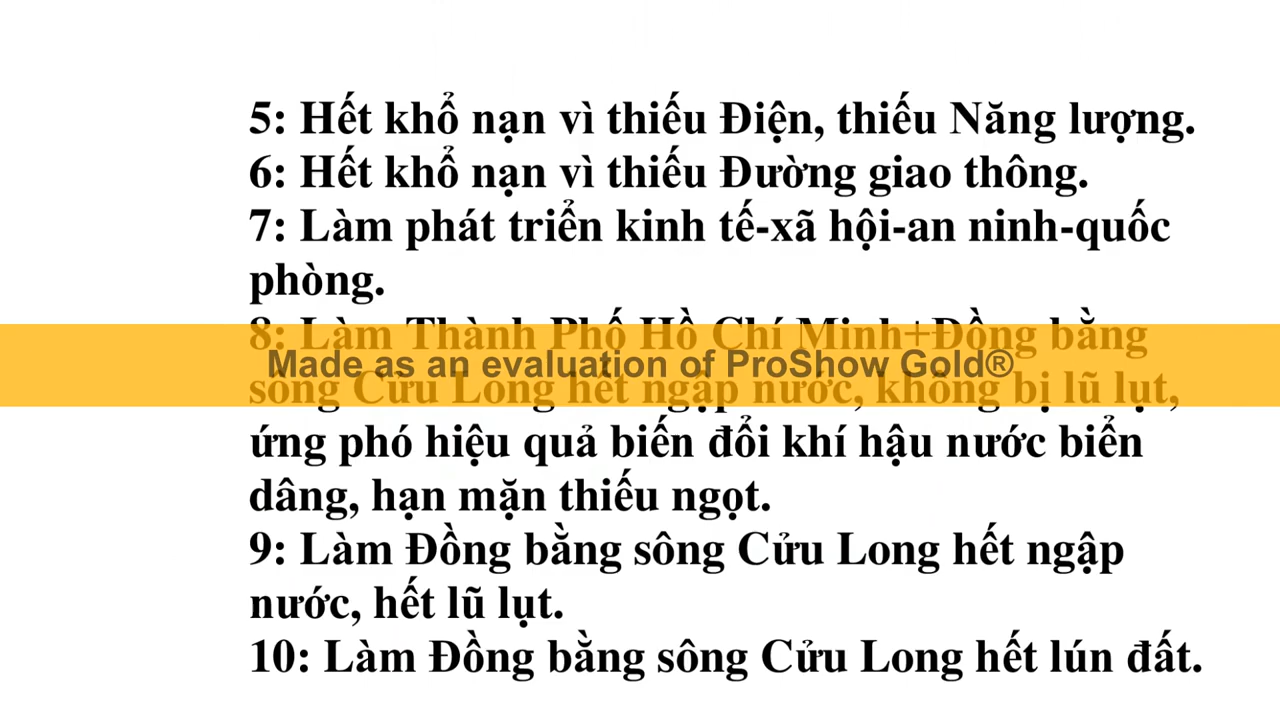 5: Hết khổ nạn vì thiếu Điện, thiếu Năng lượng.
6: Hết khổ nạn vì thiếu Đường giao thông.
7: Làm phát triển kinh tế-xã hội-an ninh-quốc
phòng.
8: Làm Thành Phố Hồ Chí Minh+Đồng bằng
Made as an evaluation of ProShow Gold®
sông Cửu Long hết ngập nước, không bị lũ lụt,
ứng phó hiệu quả biến đổi khí hậu nước biển
dâng, hạn mặn thiếu ngọt.
9: Làm Đồng bằng sông Cửu Long hết ngập
nước, hết lũ lụt.
10: Làm Đồng bằng sông Cửu Long hết lún đất.